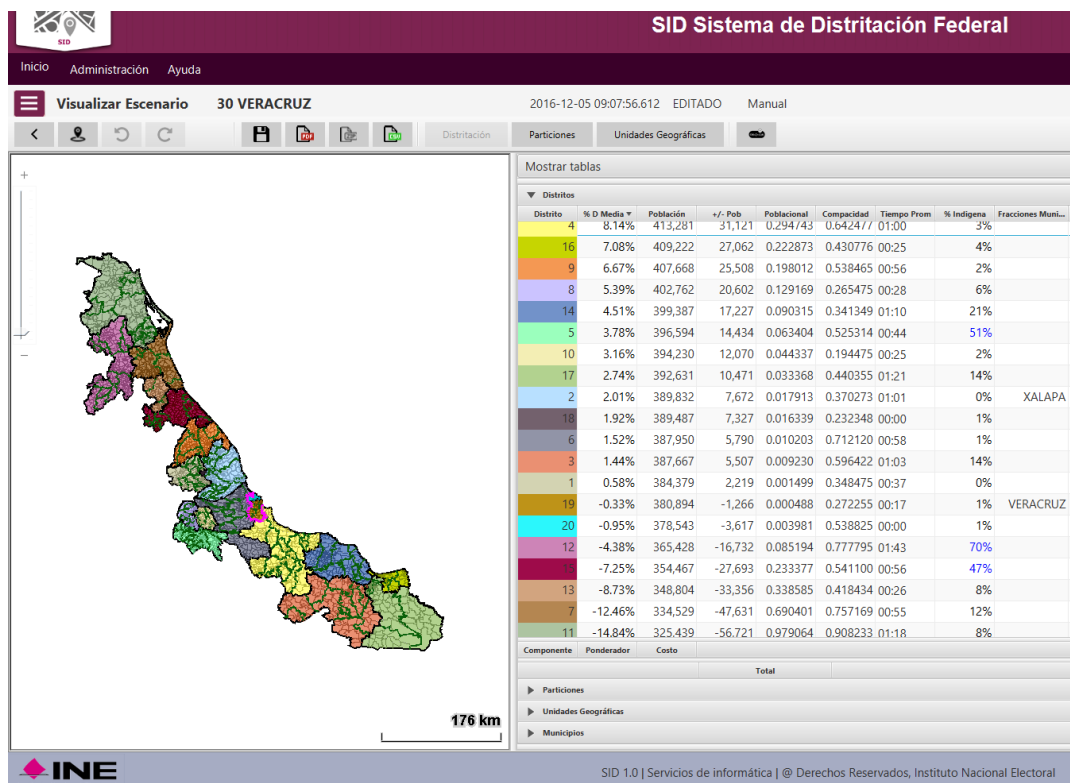 SID
SID Sistema de Distritación Federal
Inicio Administración Ayuda
Visualizar Escenario 30 VERACRUZ 2016-12-05 09:07:56.612 EDITADO Manual
PDF CSV Distritación Particiones Unidades Geográficas
Mostrar tablas
Distritos
Distrito % D Media Población +/- Pob Poblacional Compacidad Tiempo Prom % Indigena Fracciones Muni...
4 8.14% 413,281 31,121 0.294743 0.642477 01:00 3%
16 7.08% 409,222 27,062 0.222873 0.430776 00:25 4%
9 6.67% 407,668 25,508 0.198012 0.538465 00:56 2%
8 5.39% 402,762 20,602 0.129169 0.265475 00:28 6%
14 4.51% 399,387 17,227 0.090315 0.341349 01:10 21%
5 3.78% 396,594 14,434 0.063404 0.525314 00:44 51%
10 3.16% 394,230 12,070 0.044337 0.194475 00:25 2%
17 2.74% 392,631 10,471 0.033368 0.440355 01:21 14%
2 2.01% 389,832 7,672 0.017913 0.370273 01:01 0% XALAPA
18 1.92% 389,487 7,327 0.016339 0.232348 00:00 1%
6 1.52% 387,950 5,790 0.010203 0.712120 00:58 1%
3 1.44% 387,667 5,507 0.009230 0.596422 01:03 14%
1 0.58% 384,379 2,219 0.001499 0.348475 00:37 0%
19 -0.33% 380,894 -1,266 0.000488 0.272255 00:17 1% VERACRUZ
20 -0.95% 378,543 -3,617 0.003981 0.538825 00:00 1%
12 -4.38% 365,428 -16,732 0.085194 0.777795 01:43 70%
15 -7.25% 354,467 -27,693 0.233377 0.541100 00:56 47%
13 -8.73% 348,804 -33,356 0.338585 0.418434 00:26 8%
7 -12.46% 334,529 -47,631 0.690401 0.757169 00:55 12%
11 -14.84% 325,439 -56,721 0.979064 0.908233 01:18 8%
Componente Ponderador Costo
Total
Particiones
Unidades Geográficas
Municipios
176 km
INE
SID 1.0 | Servicios de informática | @ Derechos Reservados, Instituto Nacional Electoral